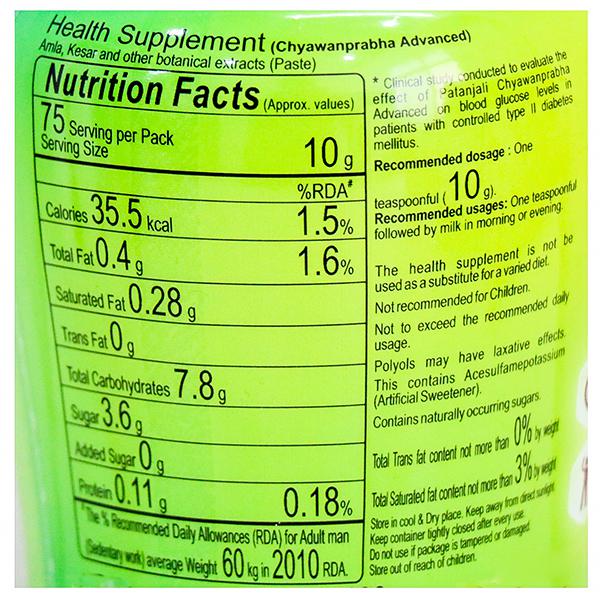 Health Supplement (Chyawanprabha Advanced)
Amla, Kesar and other botanical extracts (Paste)
Nutrition Facts (Approx. values)
75 Serving per Pack
Serving Size 10 g
%RDA#
Calories 35.5 kcal 1.5%
Total Fat 0.4 g 1.6%
Saturated Fat 0.28 g
Trans Fat 0 g
Total Carbohydrates 7.8 g
Sugar 3.6 g
Added Sugar 0 g
Protein 0.11 g 0.18%
The % Recommended Daily Allowances (RDA) for Adult man
(Sedentary work) average Weight 60 kg in 2010 RDA.
* Clinical study conducted to evaluate the
effect of Patanjali Chyawanprabha
Advanced on blood glucose levels in
patients with controlled type II diabetes
mellitus.
Recommended dosage : One
teaspoonful ( 10 g).
Recommended usages: One teaspoonful
followed by milk in morning or evening.
The health supplement is not be
used as a substitute for a varied diet.
Not recommended for Children.
Not to exceed the recommended daily
usage.
Polyols may have laxative effects.
This contains Acesulfamepotassium
(Artificial Sweetener).
Contains naturally occurring sugars.
Total Trans fat content not more than 0% by weight
Total Saturated fat content not more than 3% by weight
Store in cool & Dry place. Keep away from direct sunlight.
Keep container tightly closed after every use.
Do not use if package is tampered or damaged.
Store out of reach of children.